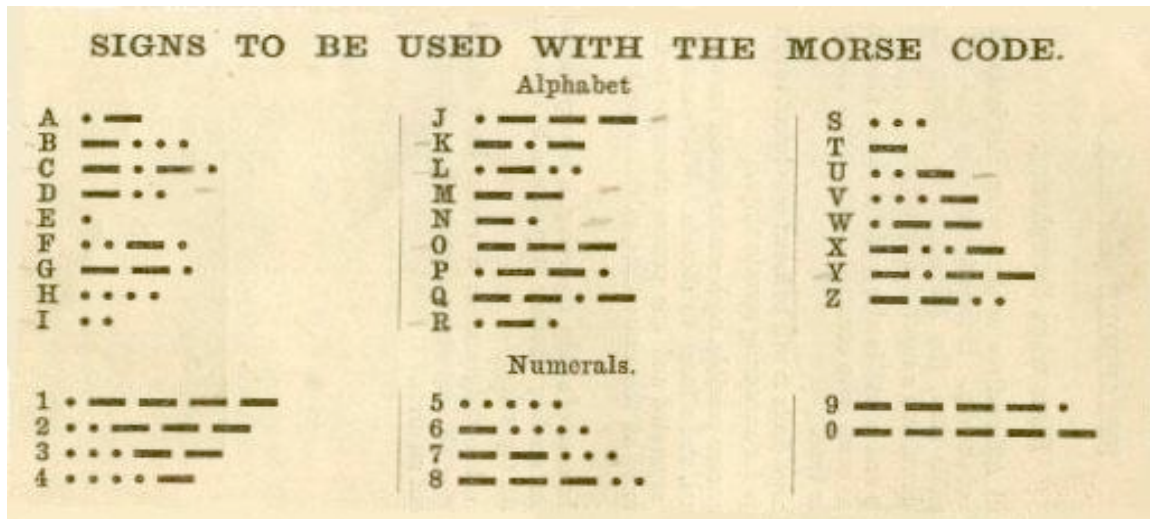 SIGNS TO BE USED WITH THE MORSE CODE.
Alphabet
A · —
B — · · ·
C — · — ·
D — · ·
E ·
F · · — ·
G — — ·
H · · · ·
I · ·
J · — — —
K — · —
L · — · ·
M — —
N — ·
O — — —
P · — — ·
Q — — · —
R · — ·
S · · ·
T —
U · · —
V · · · —
W · — —
X — · · —
Y — · — —
Z — — · ·
Numerals.
1 · — — — —
2 · · — — —
3 · · · — —
4 · · · · —
5 · · · · ·
6 — · · · ·
7 — — · · ·
8 — — — · ·
9 — — — — ·
0 — — — — —